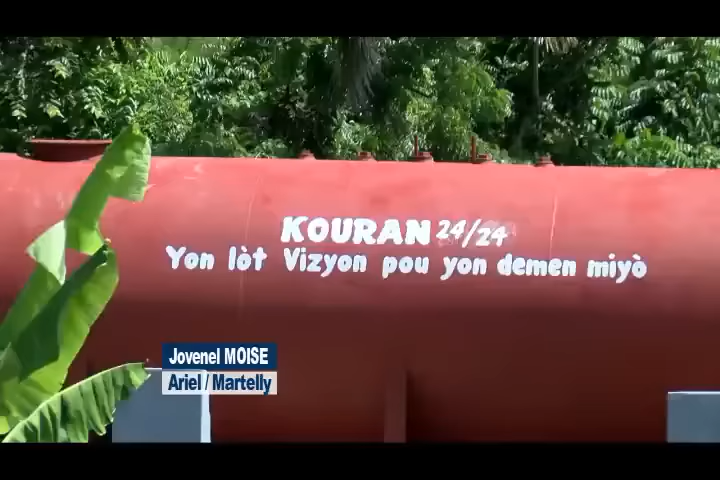 KOURAN 24/24
Yon lòt Vizyon pou yon demen miyò
Jovenel MOISE
Ariel / Martelly